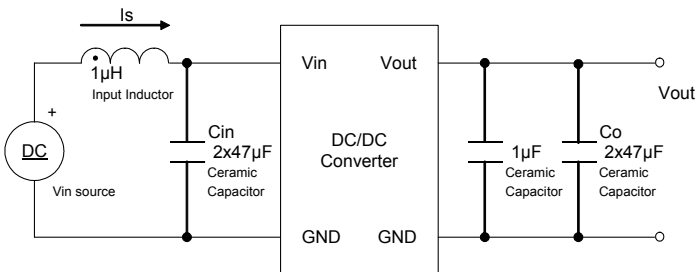 Is
1µH
Input Inductor
+
DC
Vin source
Cin
2x47µF
Ceramic
Capacitor
Vin
Vout
DC/DC
Converter
GND
GND
1µF
Ceramic
Capacitor
Co
2x47µF
Ceramic
Capacitor
Vout